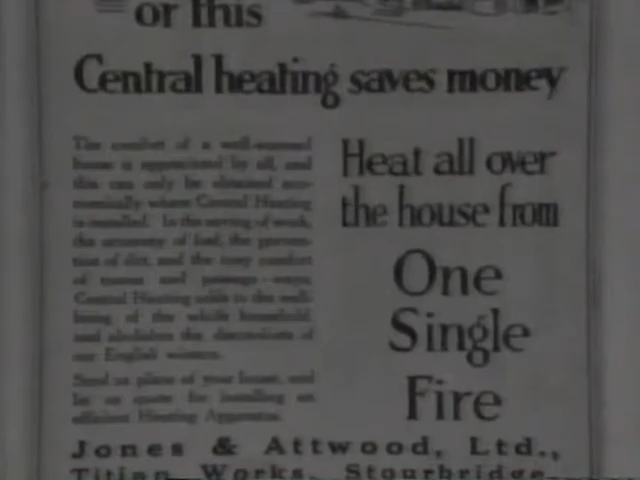 or this
Central heating saves money
The comfort of a well-warmed
house is appreciated by all, and
this can only be obtained eco-
nomically where Central Heating
is installed. In the saving of work,
the economy of fuel, the preven-
tion of dirt, and the cosy comfort
of rooms and passage-ways,
Central Heating adds to the well-
being of the whole household,
and abolishes the discomforts of
our English winters.
Send us plans of your house, and
let us quote for installing an
efficient Heating Apparatus.
Heat all over
the house from
One
Single
Fire
Jones & Attwood, Ltd.,
Titan Works, Stourbridge.